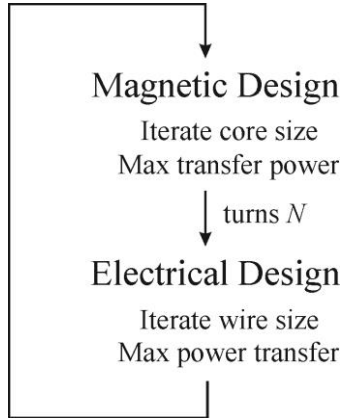 Magnetic Design
Iterate core size
Max transfer power
turns N
Electrical Design
Iterate wire size
Max power transfer